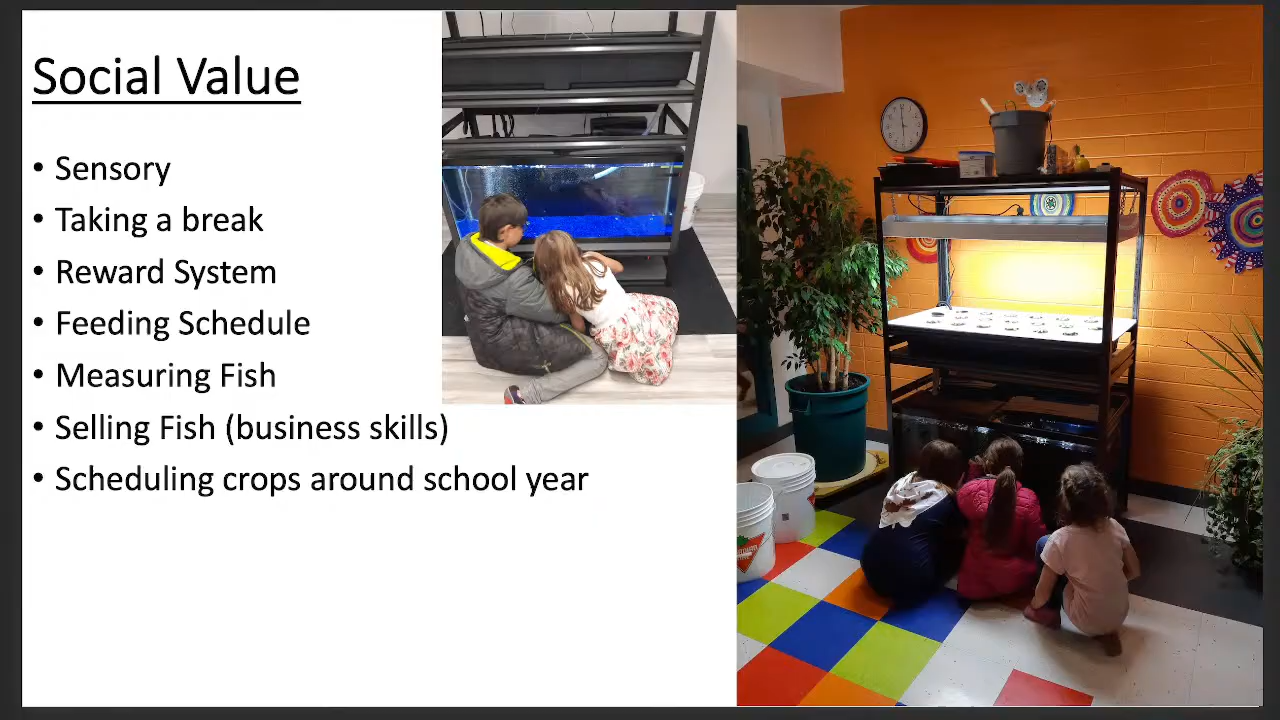 Social Value
• Sensory
• Taking a break
• Reward System
• Feeding Schedule
• Measuring Fish
• Selling Fish (business skills)
• Scheduling crops around school year